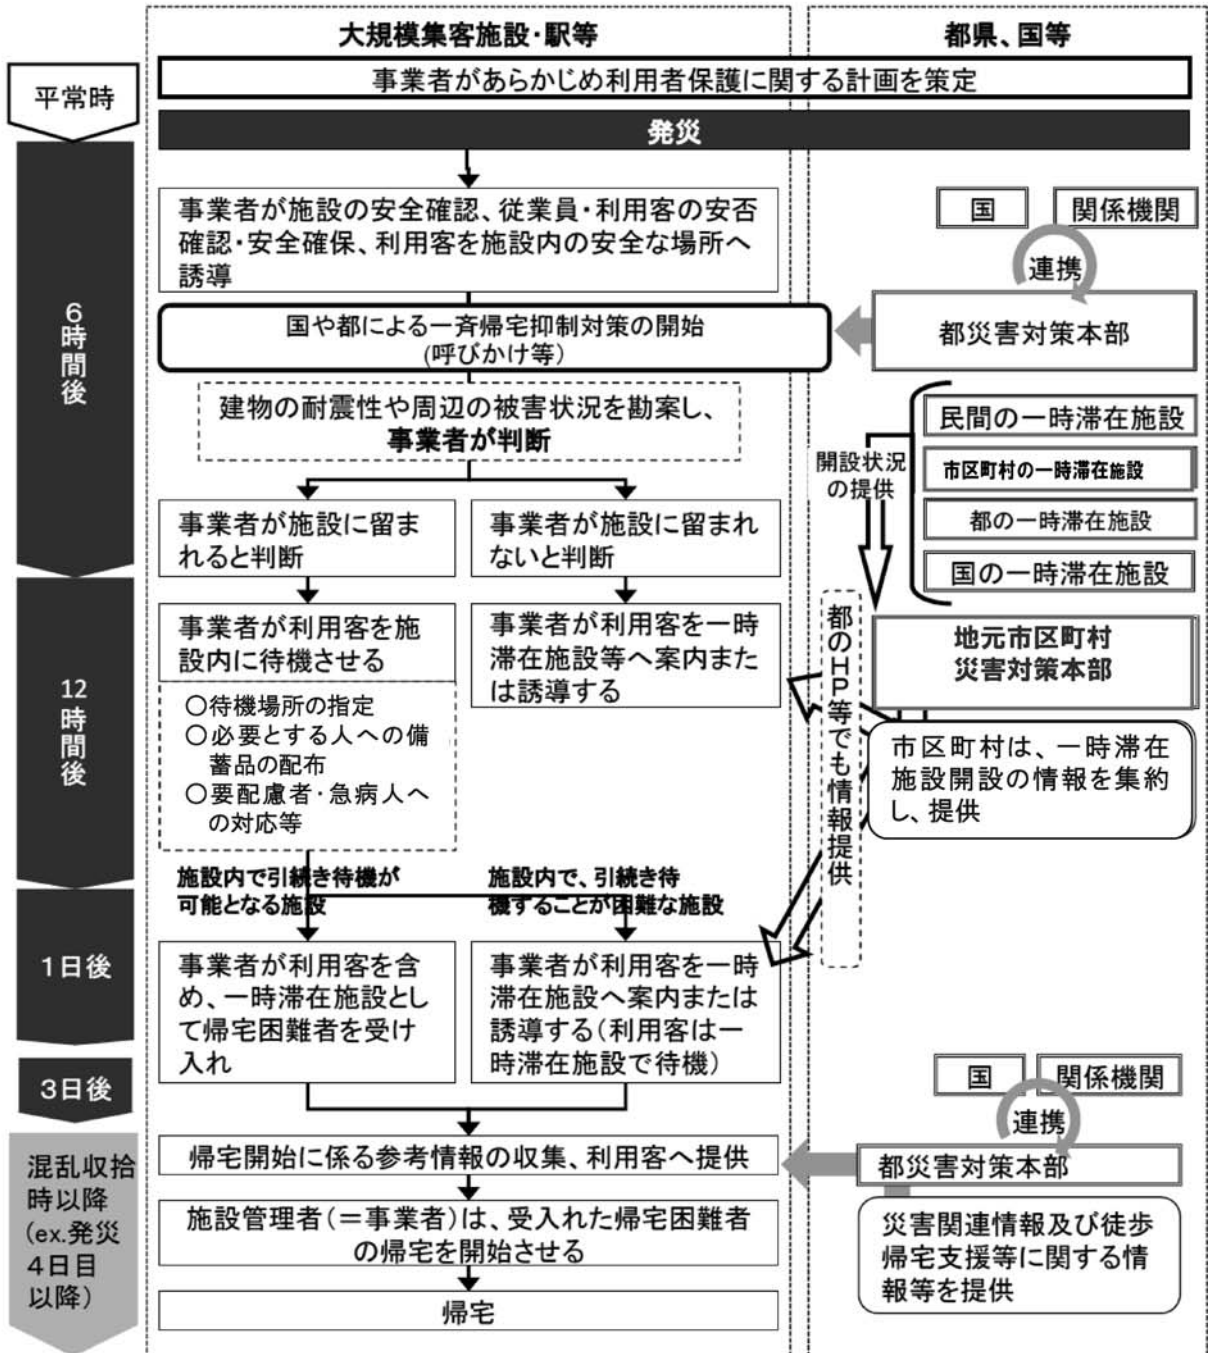 大規模集客施設・駅等
都県、国等
平常時
事業者があらかじめ利用者保護に関する計画を策定
発災
6時間後
事業者が施設の安全確認、従業員・利用客の安否
確認・安全確保、利用客を施設内の安全な場所へ
誘導
国
関係機関
連携
都災害対策本部
国や都による一斉帰宅抑制対策の開始
(呼びかけ等)
建物の耐震性や周辺の被害状況を勘案し、
事業者が判断
民間の一時滞在施設
市区町村の一時滞在施設
都の一時滞在施設
国の一時滞在施設
開設状況
の提供
事業者が施設に留ま
れると判断
事業者が施設に留まれ
ないと判断
12時間後
事業者が利用客を施
設内に待機させる
事業者が利用客を一時
滞在施設等へ案内また
は誘導する
○待機場所の指定
○必要とする人への備
蓄品の配布
○要配慮者・急病人へ
の対応等
都のHP等でも情報提供
地元市区町村
災害対策本部
市区町村は、一時滞在
施設開設の情報を集約
し、提供
施設内で引続き待機が
可能となる施設
施設内で、引続き待
機することが困難な施設
1日後
事業者が利用客を含
め、一時滞在施設とし
て帰宅困難者を受け
入れ
事業者が利用客を一時
滞在施設へ案内または
誘導する(利用客は一
時滞在施設で待機)
3日後
国
関係機関
連携
都災害対策本部
混乱収拾
時以降
(ex.発災
4日目
以降)
帰宅開始に係る参考情報の収集、利用客へ提供
施設管理者(=事業者)は、受入れた帰宅困難者
の帰宅を開始させる
帰宅
災害関連情報及び徒歩
帰宅支援等に関する情
報等を提供